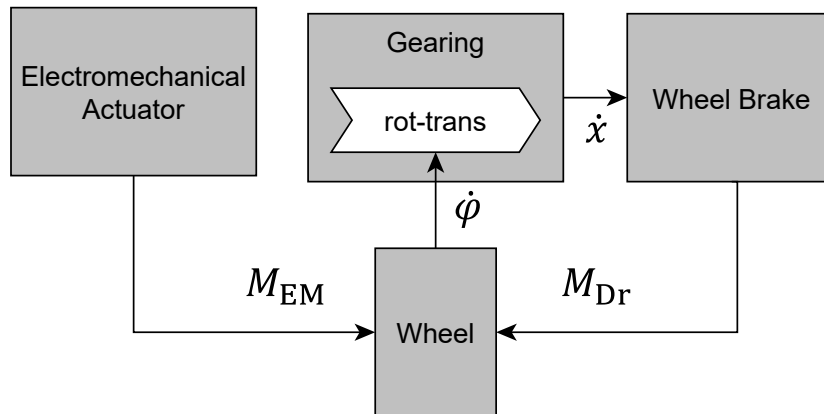 Electromechanical
Actuator
Gearing
rot-trans
ẋ
Wheel Brake
φ̇
M_EM
M_Dr
Wheel